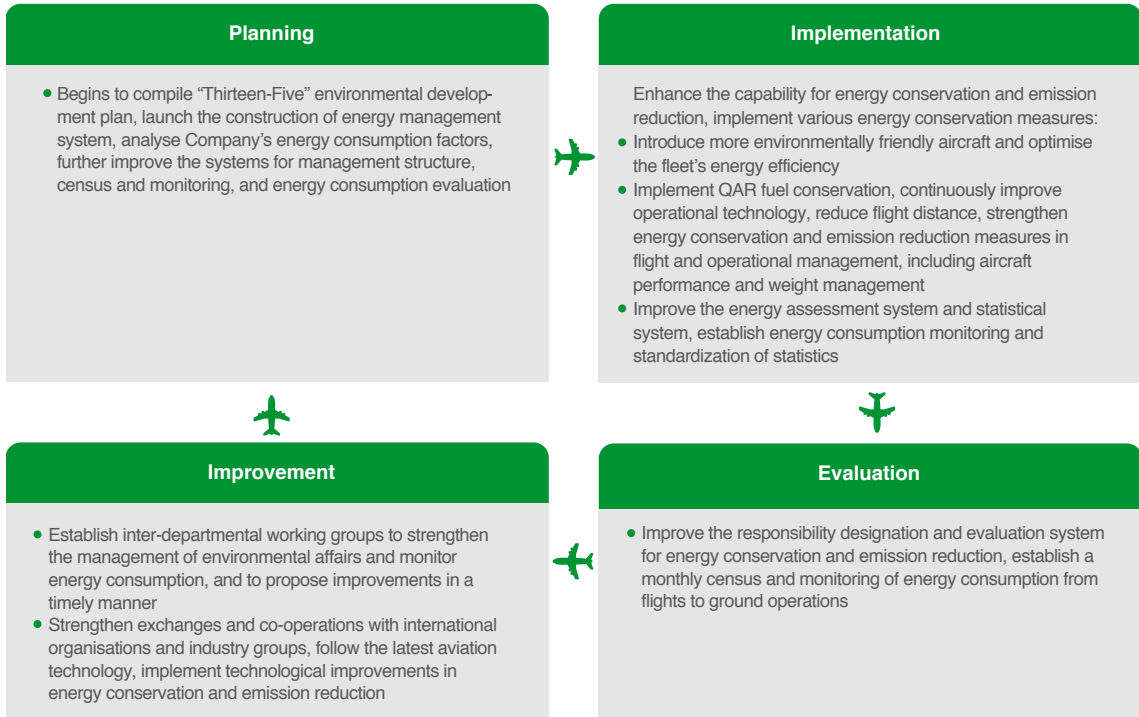 Planning
• Begins to compile “Thirteen-Five” environmental develop-
ment plan, launch the construction of energy management
system, analyse Company’s energy consumption factors,
further improve the systems for management structure,
census and monitoring, and energy consumption evaluation
Implementation
Enhance the capability for energy conservation and emission
reduction, implement various energy conservation measures:
• Introduce more environmentally friendly aircraft and optimise
the fleet’s energy efficiency
• Implement QAR fuel conservation, continuously improve
operational technology, reduce flight distance, strengthen
energy conservation and emission reduction measures in
flight and operational management, including aircraft
performance and weight management
• Improve the energy assessment system and statistical
system, establish energy consumption monitoring and
standardization of statistics
Improvement
• Establish inter-departmental working groups to strengthen
the management of environmental affairs and monitor
energy consumption, and to propose improvements in a
timely manner
• Strengthen exchanges and co-operations with international
organisations and industry groups, follow the latest aviation
technology, implement technological improvements in
energy conservation and emission reduction
Evaluation
• Improve the responsibility designation and evaluation system
for energy conservation and emission reduction, establish a
monthly census and monitoring of energy consumption from
flights to ground operations